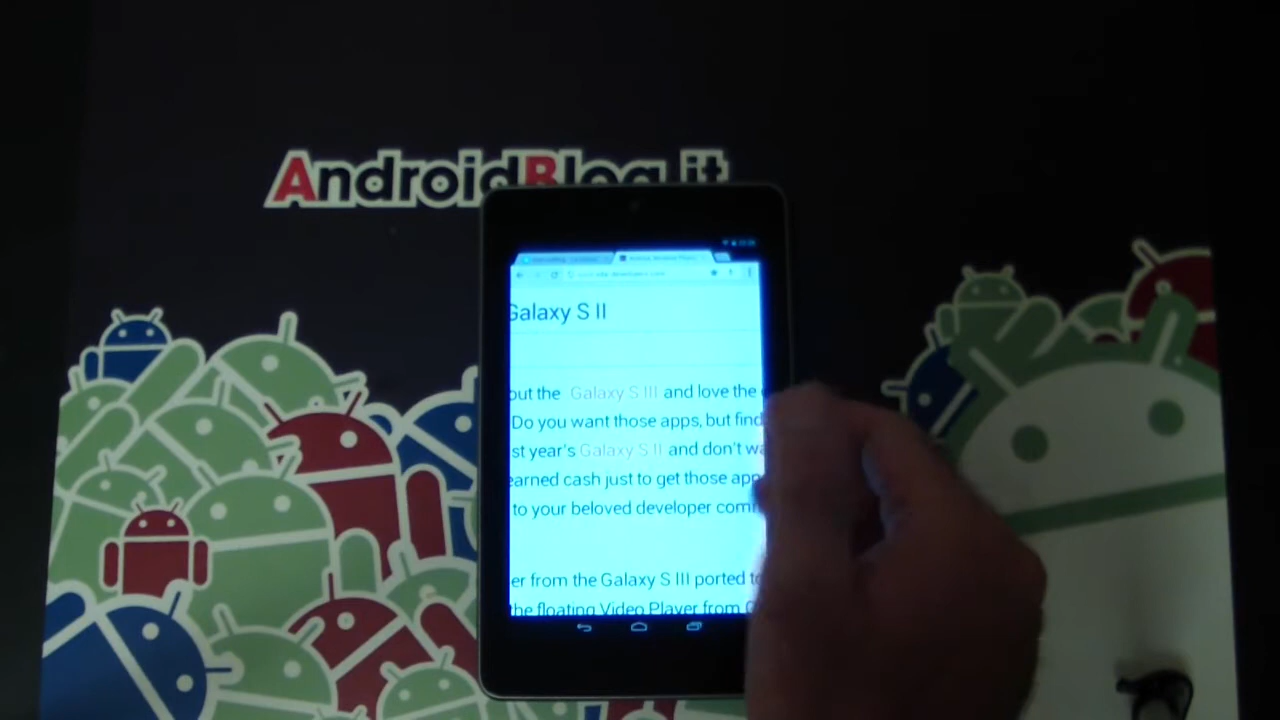 AndroidBlog.it
Galaxy S II
out the Galaxy S III and love the
Do you want those apps, but find
st year's Galaxy S II and don't wa
earned cash just to get those app
to your beloved developer comm
er from the Galaxy S III ported to
the floating Video Player from